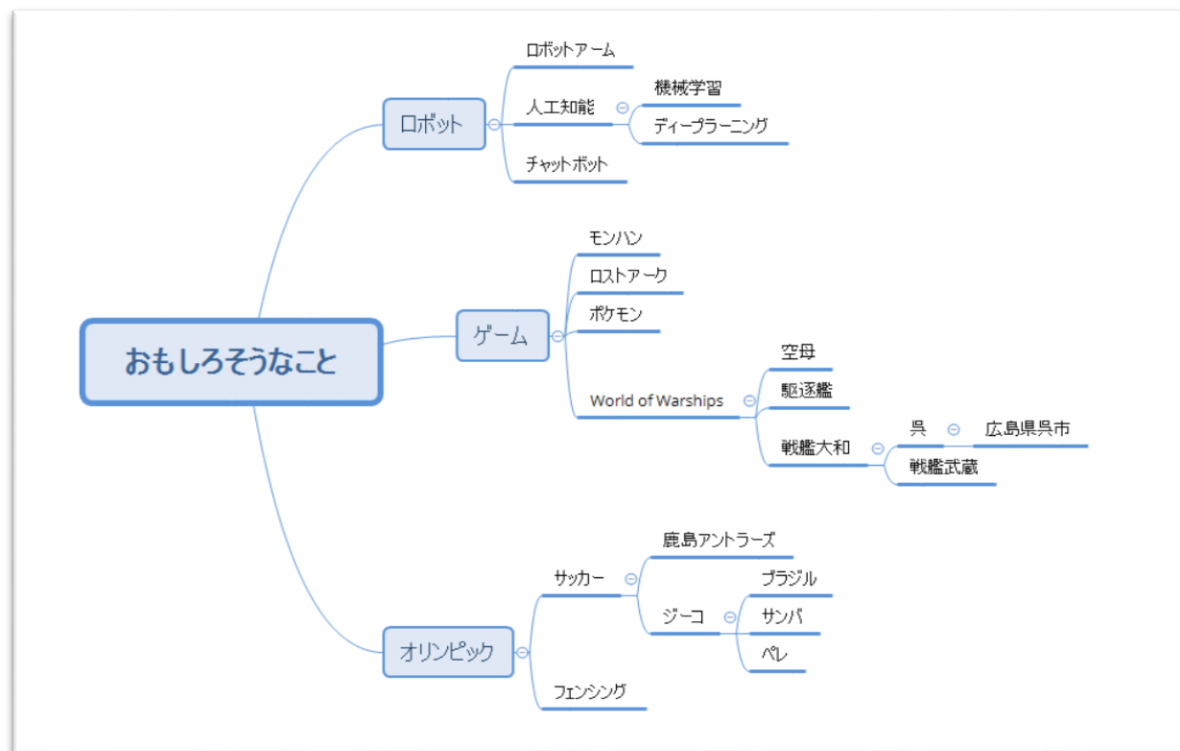 おもしろそうなこと
ロボット
ロボットアーム
人工知能
機械学習
ディープラーニング
チャットボット
ゲーム
モンハン
ロストアーク
ポケモン
World of Warships
空母
駆逐艦
戦艦大和
呉
広島県呉市
戦艦武蔵
オリンピック
サッカー
鹿島アントラーズ
ジーコ
ブラジル
サンバ
ペレ
フェンシング